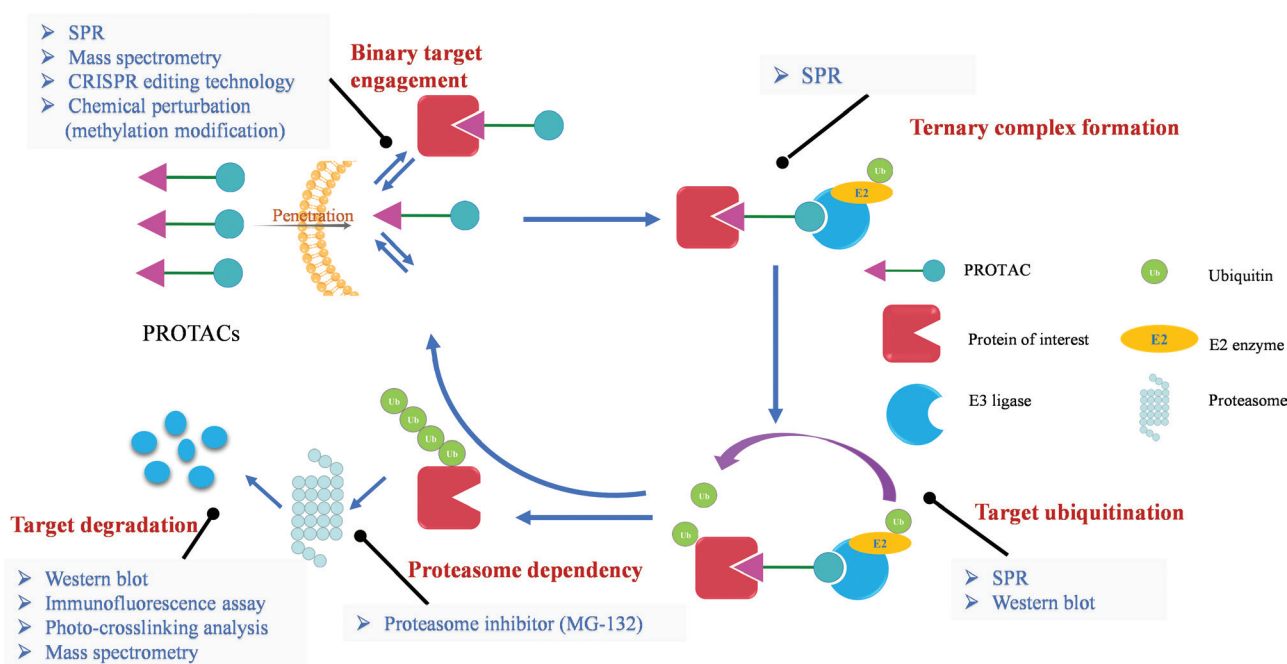 ➢ SPR
➢ Mass spectrometry
➢ CRISPR editing technology
➢ Chemical perturbation
(methylation modification)
Binary target
engagement
➢ SPR
Ternary complex formation
Ub
E2
Penetration
PROTACs
PROTAC
Ub
Ubiquitin
Protein of interest
E2
E2 enzyme
E3 ligase
Proteasome
Ub
Ub
Ub
Ub
Ub
Ub
Ub
E2
Target degradation
Proteasome dependency
Target ubiquitination
➢ Western blot
➢ Immunofluorescence assay
➢ Photo-crosslinking analysis
➢ Mass spectrometry
➢ Proteasome inhibitor (MG-132)
➢ SPR
➢ Western blot